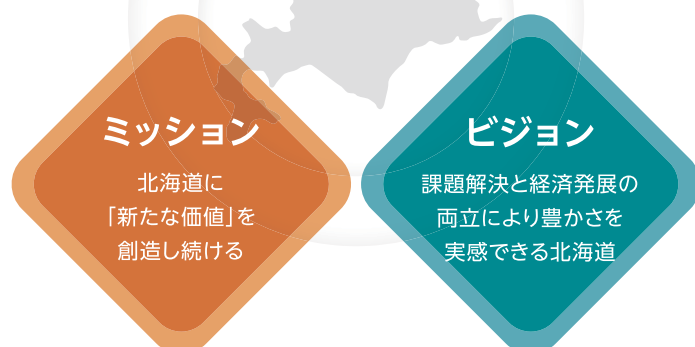 ミッション
北海道に
「新たな価値」を
創造し続ける
ビジョン
課題解決と経済発展の
両立により豊かさを
実感できる北海道